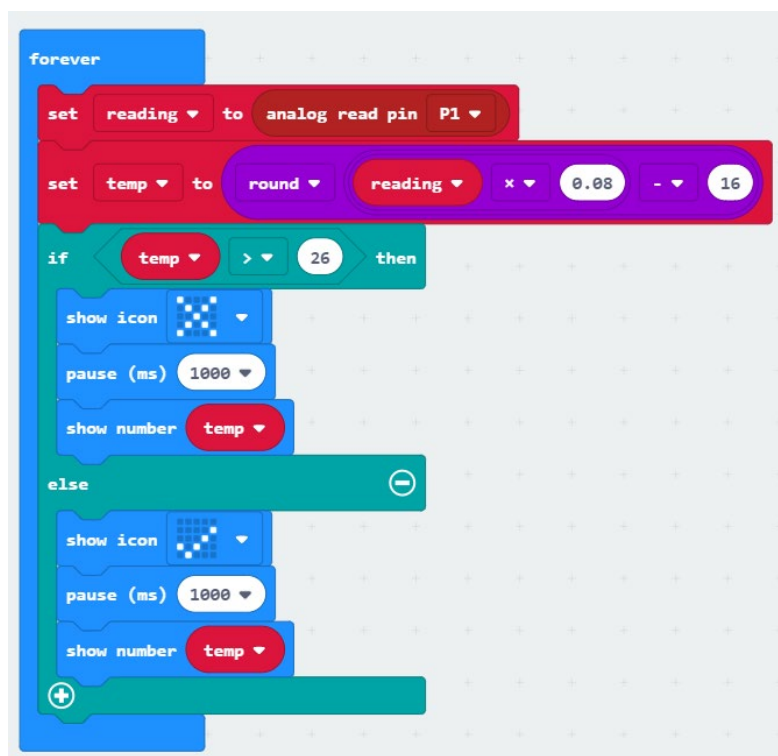 forever
set reading to analog read pin P1
set temp to round reading × 0.08 - 16
if temp > 26 then
show icon
pause (ms) 1000
show number temp
else
show icon
pause (ms) 1000
show number temp